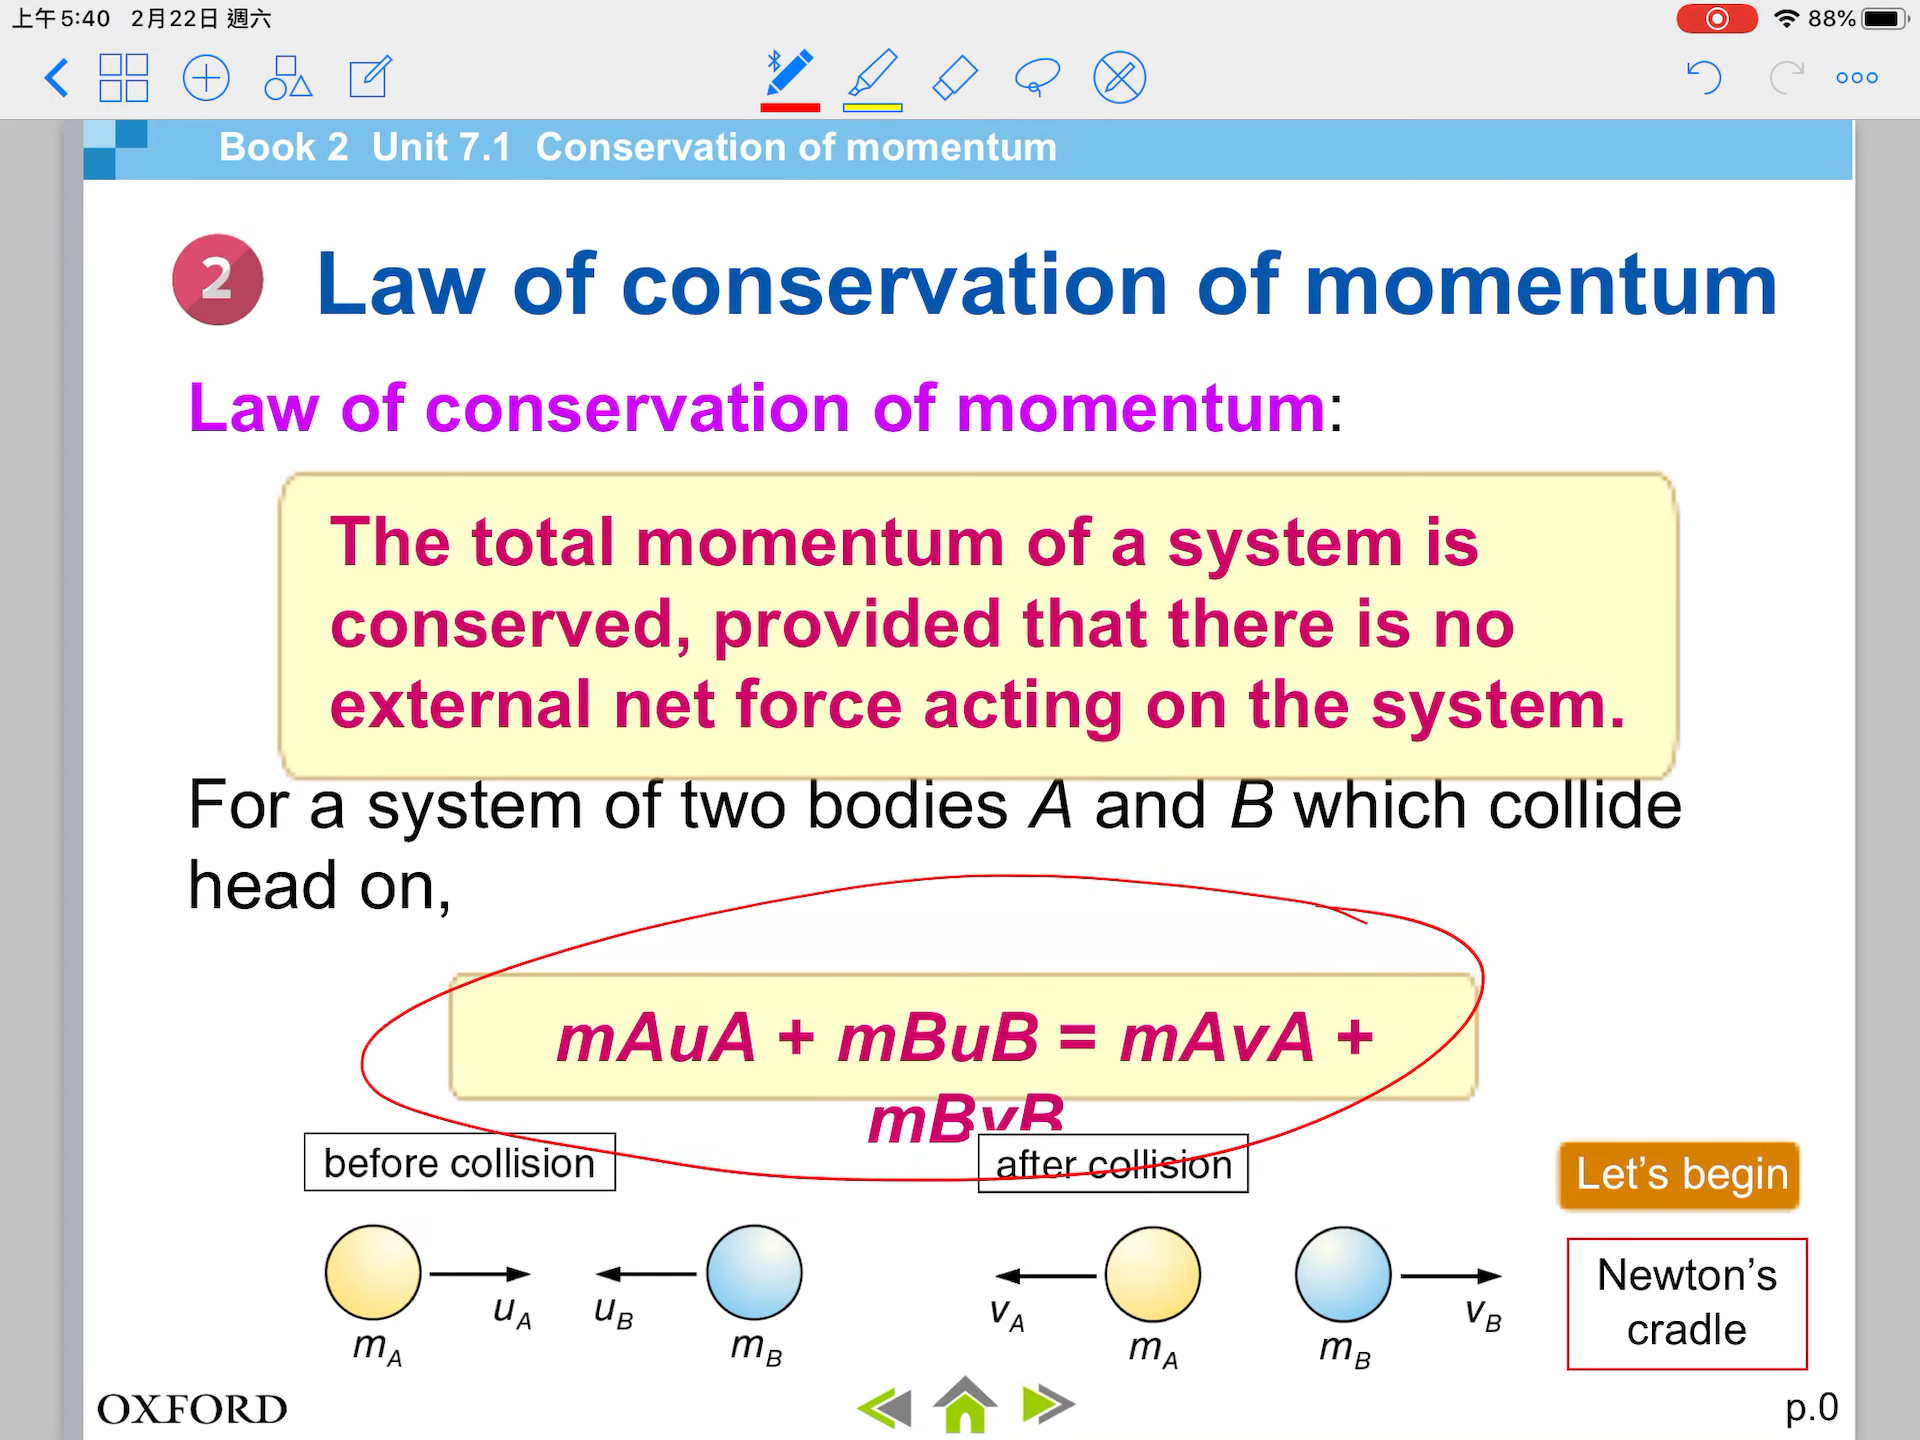 上午5:40 2月22日 週六
88%
Book 2 Unit 7.1 Conservation of momentum
2 Law of conservation of momentum
Law of conservation of momentum:
The total momentum of a system is
conserved, provided that there is no
external net force acting on the system.
For a system of two bodies A and B which collide
head on,
mAuA + mBuB = mAvA +
mBvB
before collision
after collision
Let's begin
uA uB
mA mB
vA vB
mA mB
Newton's
cradle
OXFORD
p.0